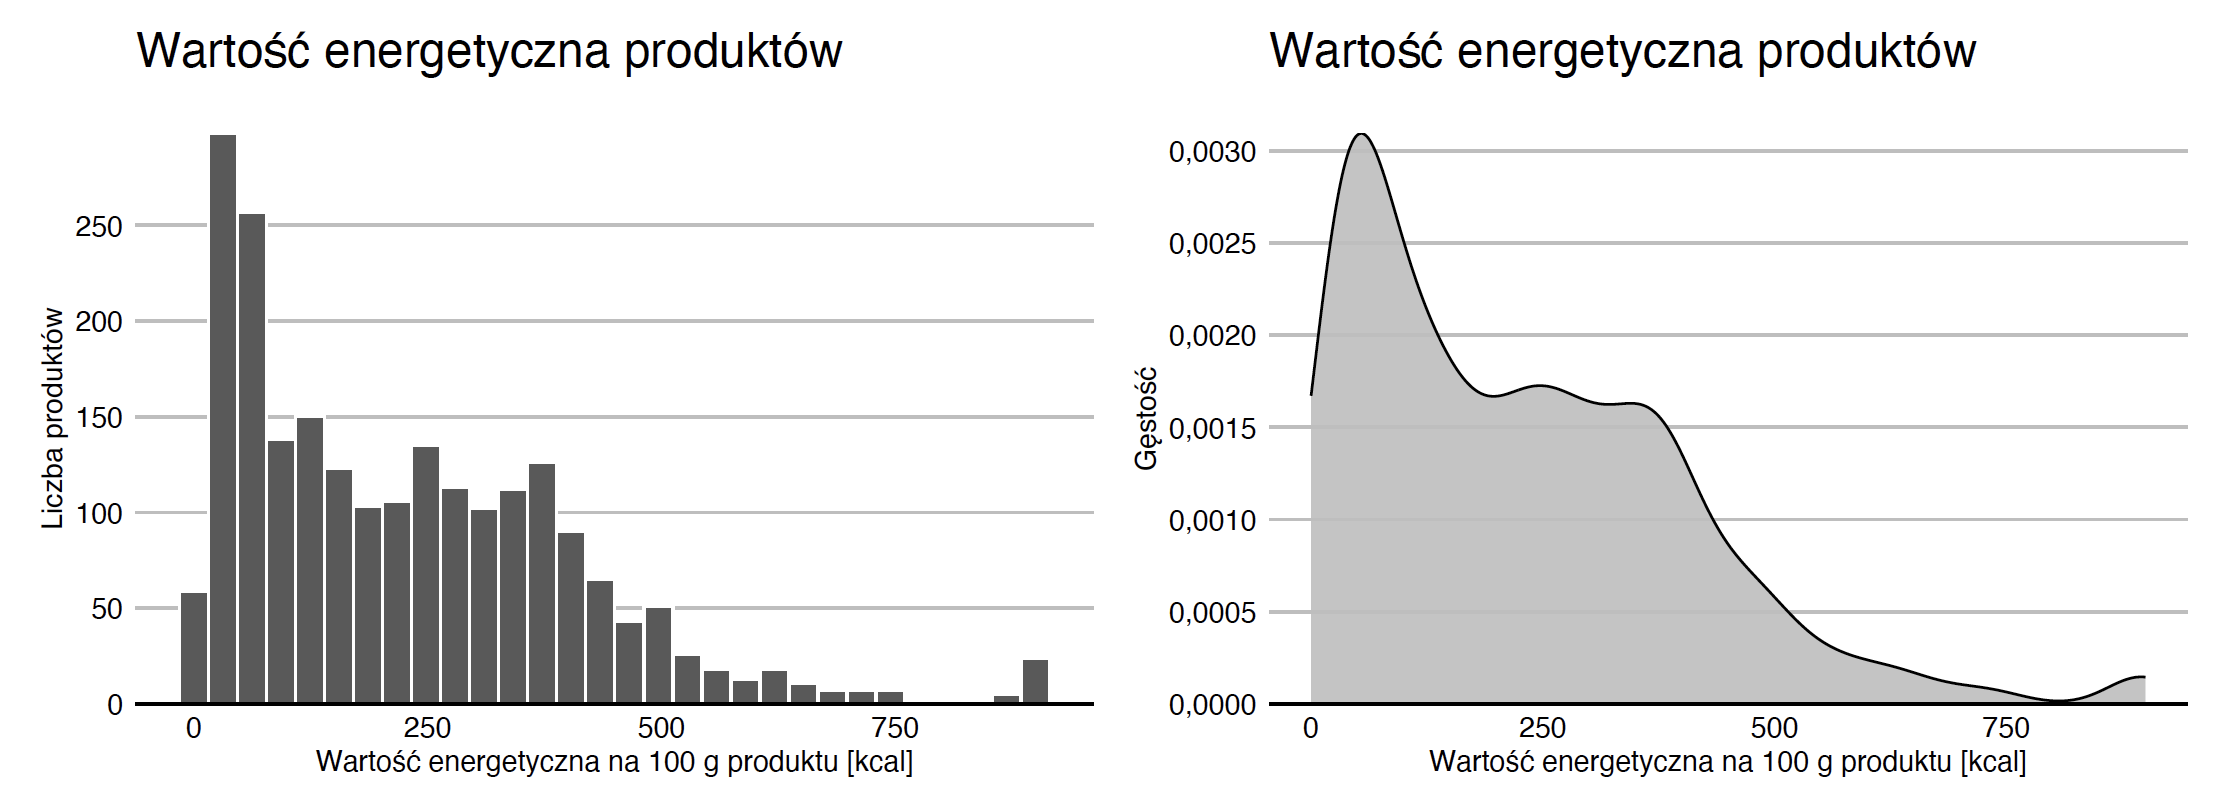 Wartość energetyczna produktów
250
200
150
100
50
0
Liczba produktów
0 250 500 750
Wartość energetyczna na 100 g produktu [kcal]
Wartość energetyczna produktów
0,0030
0,0025
0,0020
0,0015
0,0010
0,0005
0,0000
Gęstość
0 250 500 750
Wartość energetyczna na 100 g produktu [kcal]